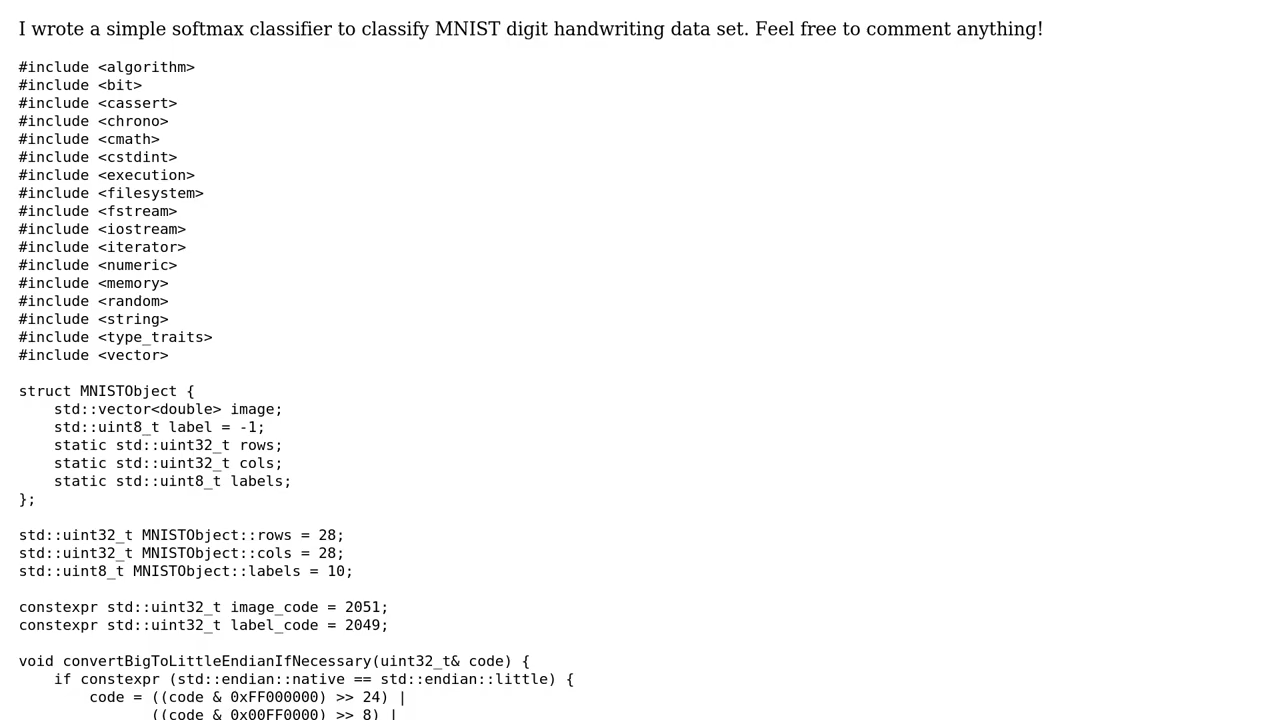 I wrote a simple softmax classifier to classify MNIST digit handwriting data set. Feel free to comment anything!
#include <algorithm>
#include <bit>
#include <cassert>
#include <chrono>
#include <cmath>
#include <cstdint>
#include <execution>
#include <filesystem>
#include <fstream>
#include <iostream>
#include <iterator>
#include <numeric>
#include <memory>
#include <random>
#include <string>
#include <type_traits>
#include <vector>
struct MNISTObject {
    std::vector<double> image;
    std::uint8_t label = -1;
    static std::uint32_t rows;
    static std::uint32_t cols;
    static std::uint8_t labels;
};
std::uint32_t MNISTObject::rows = 28;
std::uint32_t MNISTObject::cols = 28;
std::uint8_t MNISTObject::labels = 10;
constexpr std::uint32_t image_code = 2051;
constexpr std::uint32_t label_code = 2049;
void convertBigToLittleEndianIfNecessary(uint32_t& code) {
    if constexpr (std::endian::native == std::endian::little) {
        code = ((code & 0xFF000000) >> 24) |
               ((code & 0x00FF0000) >> 8) |